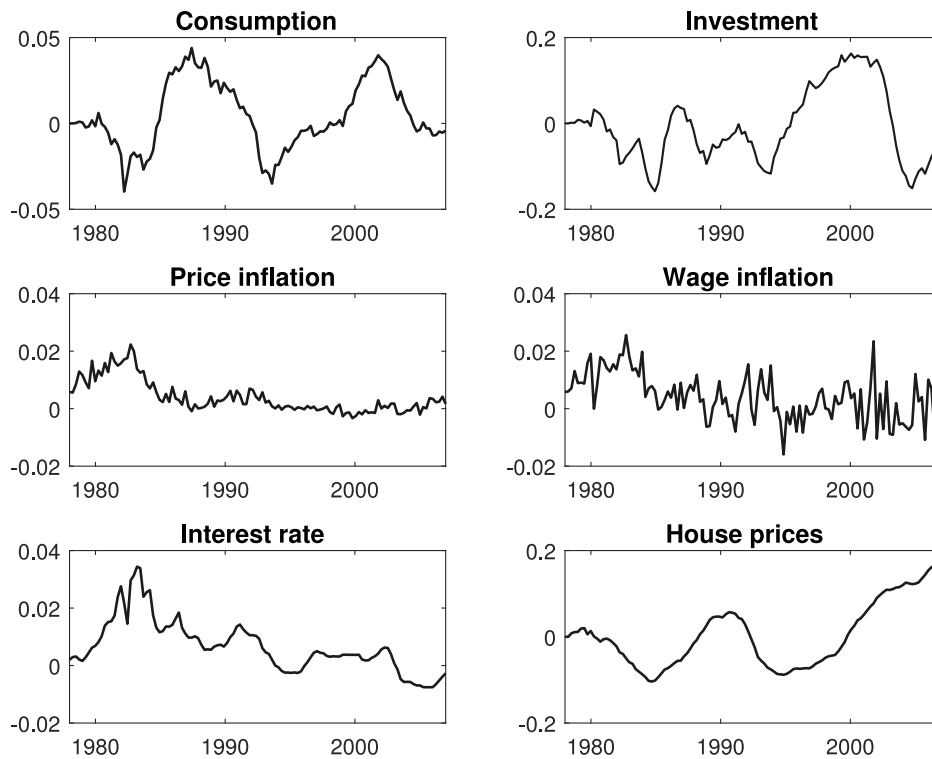 Consumption
0.05
0
-0.05
1980 1990 2000
Investment
0.2
0
-0.2
1980 1990 2000
Price inflation
0.04
0.02
0
-0.02
1980 1990 2000
Wage inflation
0.04
0.02
0
-0.02
1980 1990 2000
Interest rate
0.04
0.02
0
-0.02
1980 1990 2000
House prices
0.2
0
-0.2
1980 1990 2000